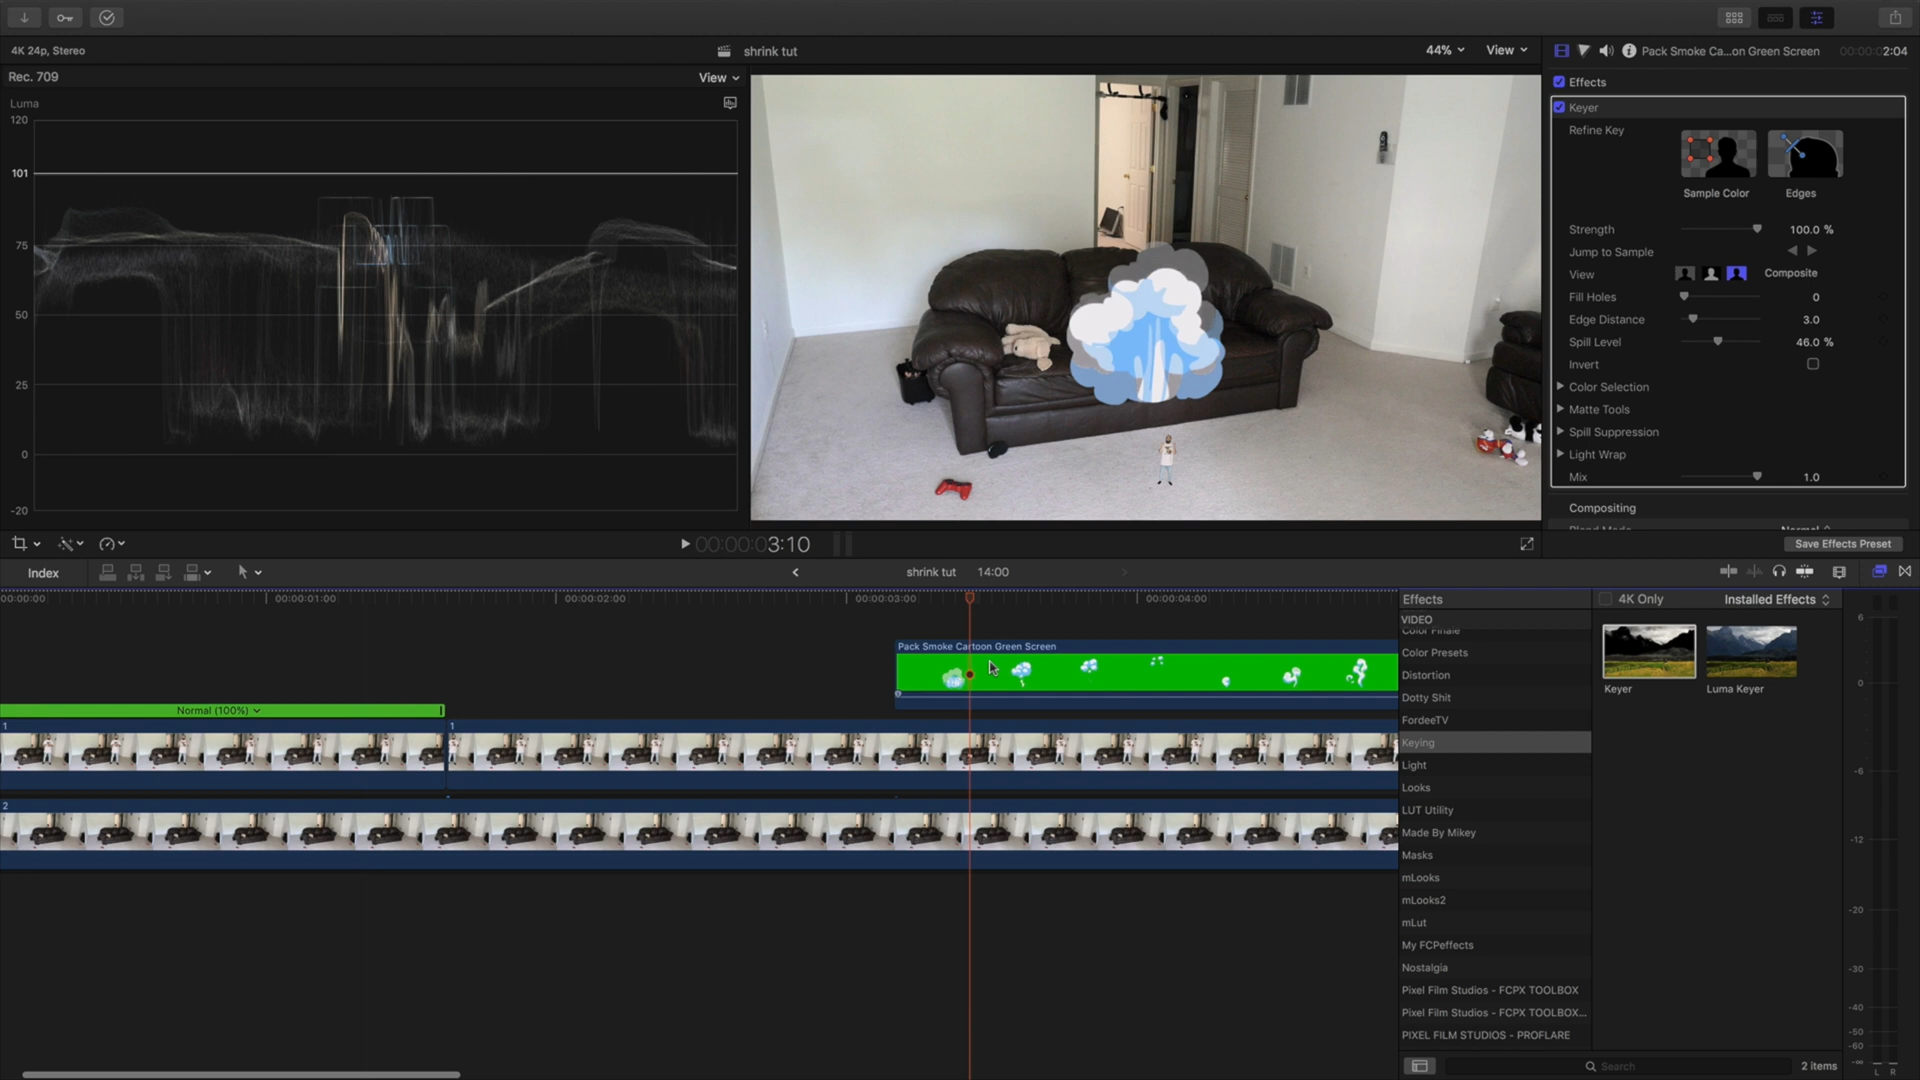 4K 24p, Stereo
shrink tut
44%
View
Pack Smoke Ca...on Green Screen
00:00:02:04
Rec. 709
View
Effects
Luma
Keyer
120
Refine Key
101
Sample Color
Edges
Strength
100.0 %
75
Jump to Sample
View
Composite
Fill Holes
0
50
Edge Distance
3.0
Spill Level
46.0 %
Invert
25
Color Selection
Matte Tools
Spill Suppression
0
Light Wrap
Mix
1.0
-20
Compositing
Blend Mode
Normal
00:00:00:03:10
Save Effects Preset
Index
shrink tut
14:00
00:00:00:00
00:00:01:00
00:00:02:00
00:00:03:00
00:00:04:00
Effects
4K Only
Installed Effects
VIDEO
Color Finale
Color Presets
Distortion
Dotty Shit
FordeeTV
Keying
Light
Looks
LUT Utility
Made By Mikey
Masks
mLooks
mLooks2
mLut
My FCPeffects
Nostalgia
Pixel Film Studios - FCPX TOOLBOX
Pixel Film Studios - FCPX TOOLBOX...
PIXEL FILM STUDIOS - PROFLARE
Keyer
Luma Keyer
Pack Smoke Cartoon Green Screen
Normal (100%)
1
1
2
6
0
-6
-12
-20
-30
-40
-50
-60
-∞
L R
Search
2 items